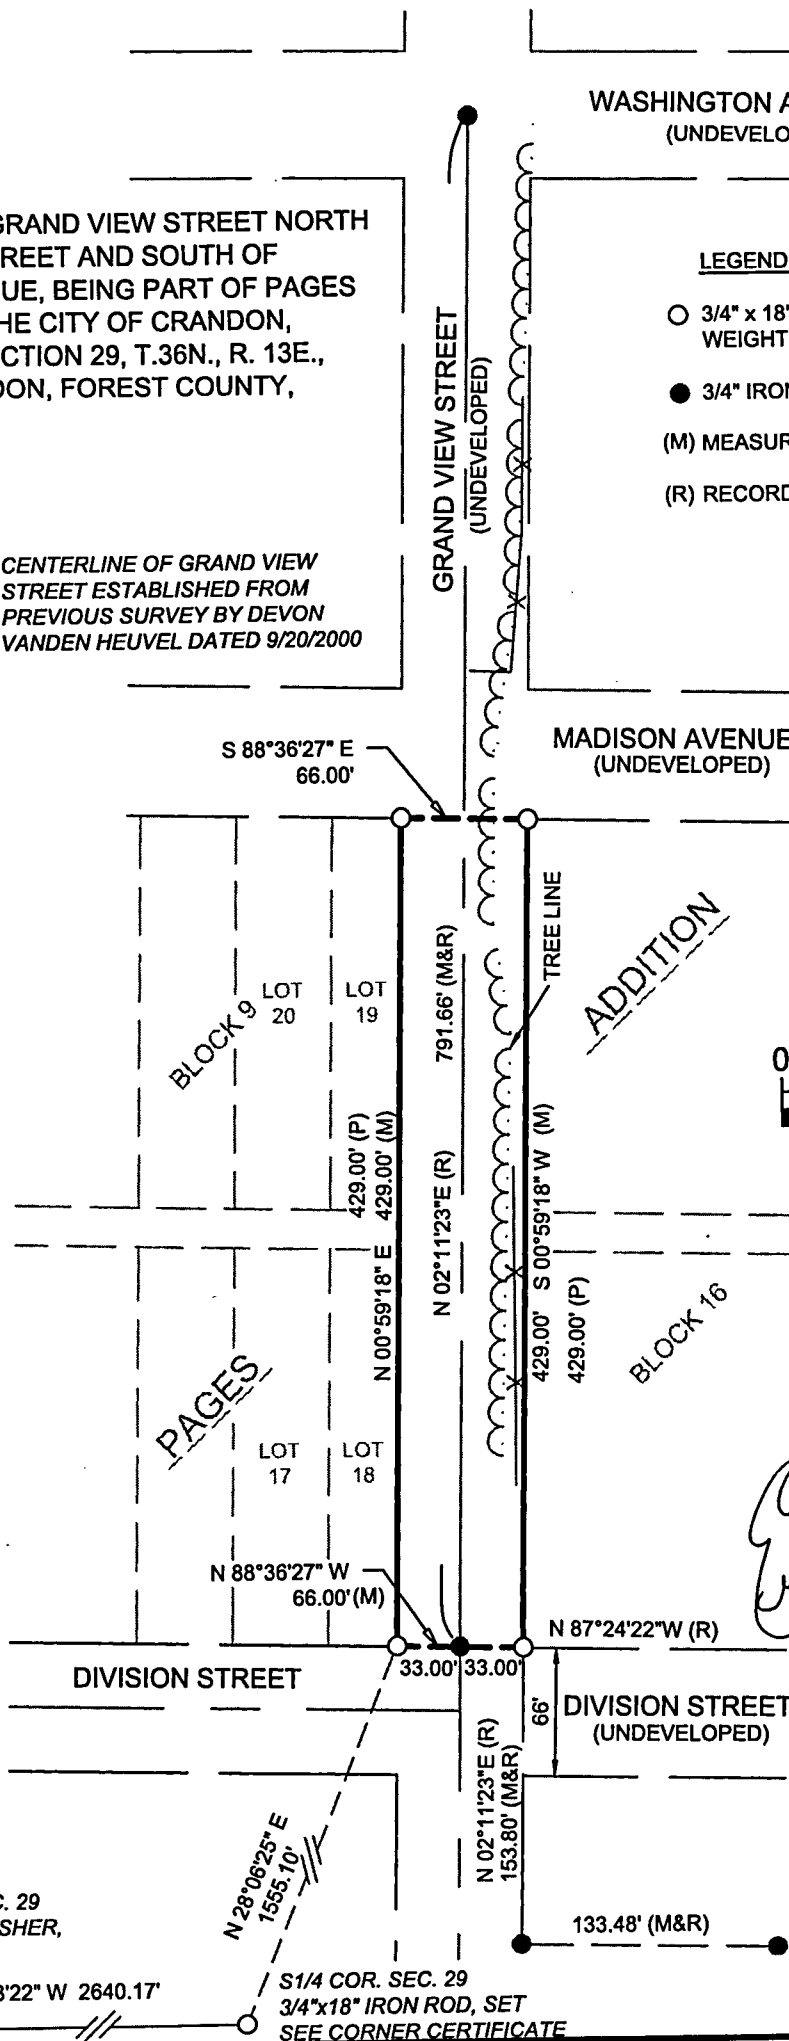 WASHINGTON A
(UNDEVELO
GRAND VIEW STREET NORTH
REET AND SOUTH OF
UE, BEING PART OF PAGES
HE CITY OF CRANDON,
CTION 29, T.36N., R. 13E.,
DON, FOREST COUNTY,
LEGEND
3/4" x 18"
WEIGHT
3/4" IRON
(M) MEASUR
(R) RECORD
GRAND VIEW STREET
(UNDEVELOPED)
CENTERLINE OF GRAND VIEW
STREET ESTABLISHED FROM
PREVIOUS SURVEY BY DEVON
VANDEN HEUVEL DATED 9/20/2000
S 88°36'27" E
66.00'
MADISON AVENUE
(UNDEVELOPED)
TREE LINE
ADDITION
791.66' (M&R)
BLOCK 9
LOT
20
LOT
19
0
429.00' (P)
429.00' (M)
N 00°59'18" E
N 02°11'23"E (R)
429.00' S 00°59'18" W (M)
429.00' (P)
BLOCK 16
PAGES
LOT
17
LOT
18
N 88°36'27" W
66.00'(M)
N 87°24'22"W (R)
33.00' 33.00'
DIVISION STREET
66'
DIVISION STREET
(UNDEVELOPED)
N 02°11'23"E (R)
153.80' (M&R)
N 28°06'25" E
1555.10'
C. 29
SHER,
133.48' (M&R)
'22" W 2640.17'
S1/4 COR. SEC. 29
3/4"x18" IRON ROD, SET
SEE CORNER CERTIFICATE